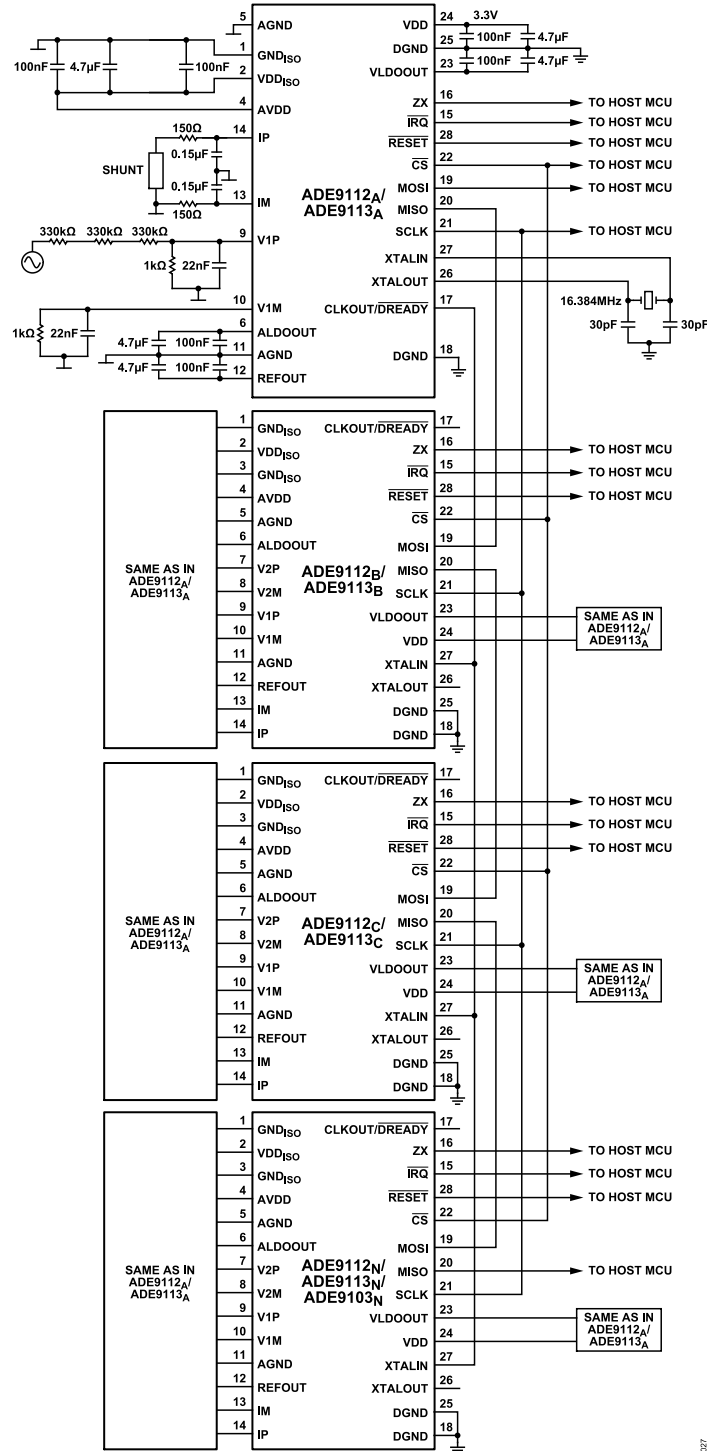 5 AGND
1 GNDISO
2 VDDISO
4 AVDD
100nF 4.7µF 100nF
150Ω
14 IP
0.15µF
SHUNT
0.15µF
13 IM
150Ω
330kΩ 330kΩ 330kΩ
9 V1P
1kΩ 22nF
10 V1M
1kΩ 22nF
6 ALDOOUT
4.7µF 100nF
11 AGND
4.7µF 100nF
12 REFOUT
ADE9112A/
ADE9113A
VDD 24 3.3V
100nF 4.7µF
DGND 25
100nF 4.7µF
VLDOOUT 23
ZX 16 TO HOST MCU
IRQ 15 TO HOST MCU
RESET 28 TO HOST MCU
CS 22 TO HOST MCU
MOSI 19 TO HOST MCU
MISO 20
SCLK 21 TO HOST MCU
XTALIN 27
XTALOUT 26
16.384MHz
30pF 30pF
CLKOUT/DREADY 17
DGND 18
SAME AS IN
ADE9112A/
ADE9113A
1 GNDISO
2 VDDISO
3 GNDISO
4 AVDD
5 AGND
6 ALDOOUT
7 V2P
8 V2M
9 V1P
10 V1M
11 AGND
12 REFOUT
13 IM
14 IP
ADE9112B/
ADE9113B
CLKOUT/DREADY 17
ZX 16 TO HOST MCU
IRQ 15 TO HOST MCU
RESET 28 TO HOST MCU
CS 22
MOSI 19
MISO 20
SCLK 21
VLDOOUT 23
VDD 24
XTALIN 27
XTALOUT 26
DGND 25
DGND 18
SAME AS IN
ADE9112A/
ADE9113A
SAME AS IN
ADE9112A/
ADE9113A
1 GNDISO
2 VDDISO
3 GNDISO
4 AVDD
5 AGND
6 ALDOOUT
7 V2P
8 V2M
9 V1P
10 V1M
11 AGND
12 REFOUT
13 IM
14 IP
ADE9112C/
ADE9113C
CLKOUT/DREADY 17
ZX 16 TO HOST MCU
IRQ 15 TO HOST MCU
RESET 28 TO HOST MCU
CS 22
MOSI 19
MISO 20
SCLK 21
VLDOOUT 23
VDD 24
XTALIN 27
XTALOUT 26
DGND 25
DGND 18
SAME AS IN
ADE9112A/
ADE9113A
SAME AS IN
ADE9112A/
ADE9113A
1 GNDISO
2 VDDISO
3 GNDISO
4 AVDD
5 AGND
6 ALDOOUT
7 V2P
8 V2M
9 V1P
10 V1M
11 AGND
12 REFOUT
13 IM
14 IP
ADE9112N/
ADE9113N/
ADE9103N
CLKOUT/DREADY 17
ZX 16 TO HOST MCU
IRQ 15 TO HOST MCU
RESET 28 TO HOST MCU
CS 22
MOSI 19
MISO 20 TO HOST MCU
SCLK 21
VLDOOUT 23
VDD 24
XTALIN 27
XTALOUT 26
DGND 25
DGND 18
SAME AS IN
ADE9112A/
ADE9113A
027